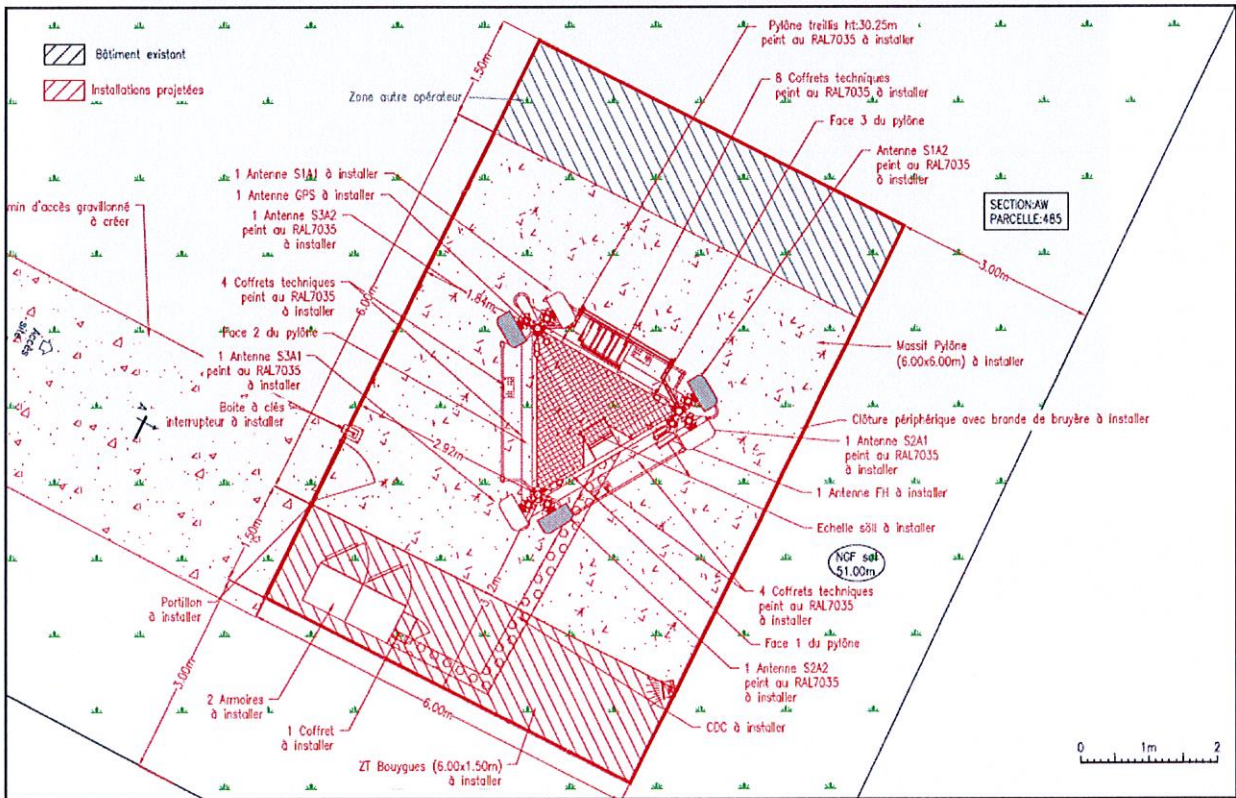 Bâtiment existant
Installations projetées
Zone autre opérateur
1.50m
Pylône treillis ht:30.25m
peint au RAL7035 à installer
8 Coffrets techniques
peint au RAL7035 à installer
Face 3 du pylône
Antenne S1A2
peint au RAL7035
à installer
SECTION:AW
PARCELLE:485
3.00m
1 Antenne S1A1 à installer
1 Antenne GPS à installer
1 Antenne S3A2
peint au RAL7035
à installer
min d'accès gravillonné
à créer
4 Coffrets techniques
peint au RAL7035
à installer
6.00m
1.84m
Face 2 du pylône
1 Antenne S3A1
peint au RAL7035
à installer
Accès
site
A
Boite à clés
interrupteur à installer
2.92m
Massif Pylône
(6.00x6.00m) à installer
Clôture périphérique avec brande de bruyère à installer
1 Antenne S2A1
peint au RAL7035
à installer
1 Antenne FH à installer
Echelle söll à installer
NGF sol
51.00m
1.50m
4 Coffrets techniques
peint au RAL7035
à installer
Face 1 du pylône
1 Antenne S2A2
peint au RAL7035
à installer
CDC à installer
Portillon
à installer
3.00m
2 Armoires
à installer
6.00m
1 Coffret
à installer
ZT Bouygues (6.00x1.50m)
à installer
0 1m 2